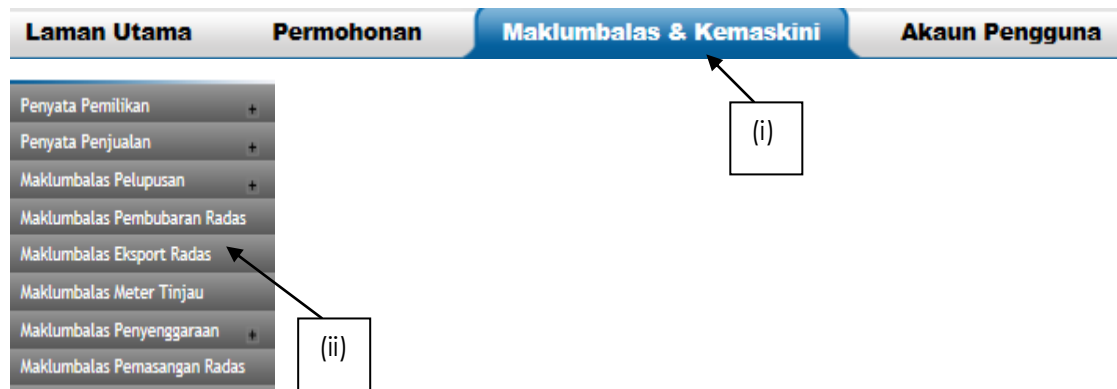 Laman Utama Permohonan Maklumbalas & Kemaskini Akaun Pengguna
Penyata Pemilikan +
Penyata Penjualan +
Maklumbalas Pelupusan +
Maklumbalas Pembubaran Radas
Maklumbalas Eksport Radas
Maklumbalas Meter Tinjau
Maklumbalas Penyenggaraan +
Maklumbalas Pemasangan Radas
(i)
(ii)